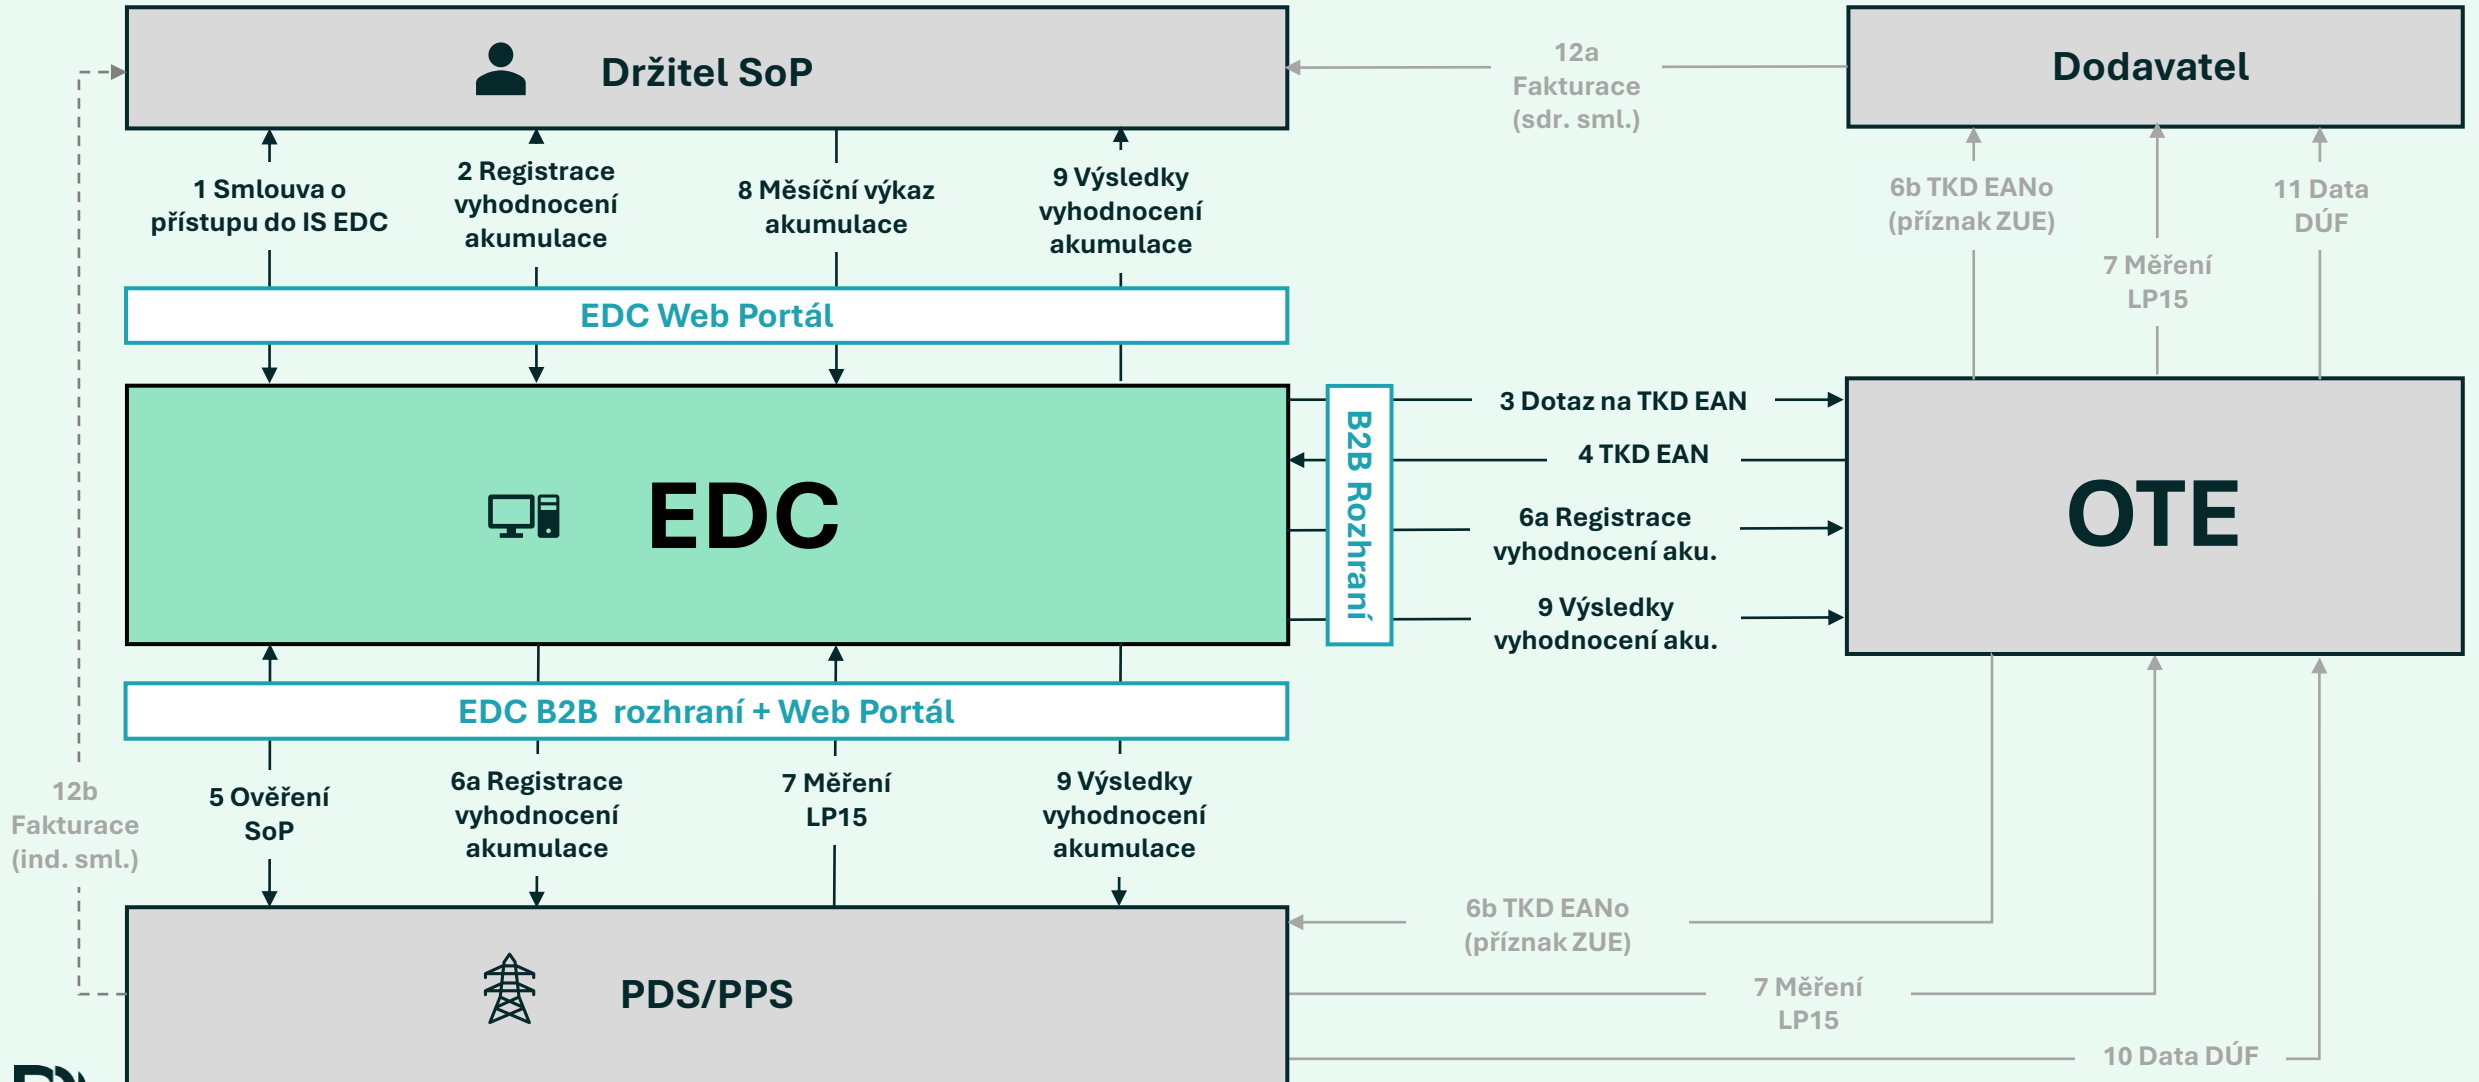 Držitel SoP
12a
Fakturace
(sdr. sml.)
Dodavatel
1 Smlouva o
přístupu do IS EDC
2 Registrace
vyhodnocení
akumulace
8 Měsíční výkaz
akumulace
9 Výsledky
vyhodnocení
akumulace
6b TKD EANo
(příznak ZUE)
7 Měření
LP15
11 Data
DÚF
EDC Web Portál
EDC
B2B Rozhraní
3 Dotaz na TKD EAN
4 TKD EAN
6a Registrace
vyhodnocení aku.
9 Výsledky
vyhodnocení aku.
OTE
EDC B2B rozhraní + Web Portál
12b
Fakturace
(ind. sml.)
5 Ověření
SoP
6a Registrace
vyhodnocení
akumulace
7 Měření
LP15
9 Výsledky
vyhodnocení
akumulace
PDS/PPS
6b TKD EANo
(příznak ZUE)
7 Měření
LP15
10 Data DÚF